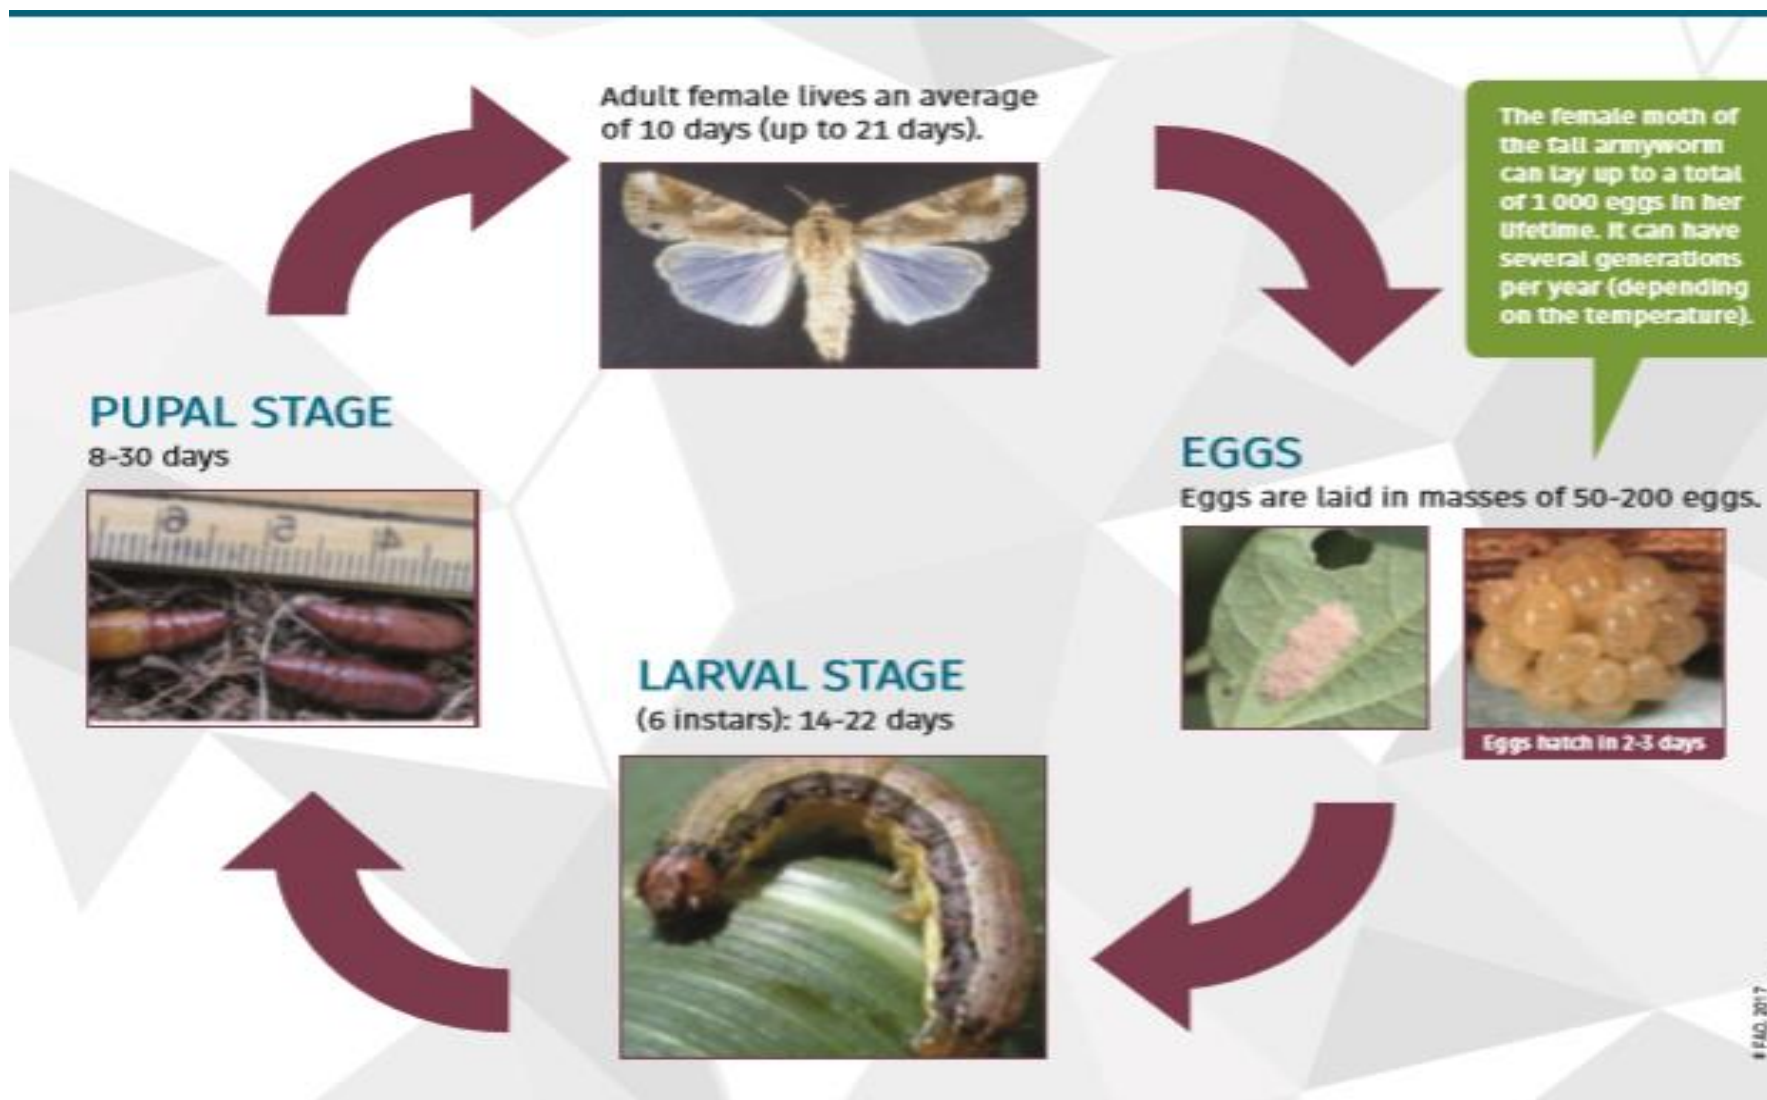 Adult female lives an average
of 10 days (up to 21 days).
The female moth of
the fall armyworm
can lay up to a total
of 1 000 eggs in her
lifetime. It can have
several generations
per year (depending
on the temperature).
EGGS
Eggs are laid in masses of 50-200 eggs.
Eggs hatch in 2-3 days
LARVAL STAGE
(6 instars): 14-22 days
PUPAL STAGE
8-30 days
6 5 4
FAO, 2017